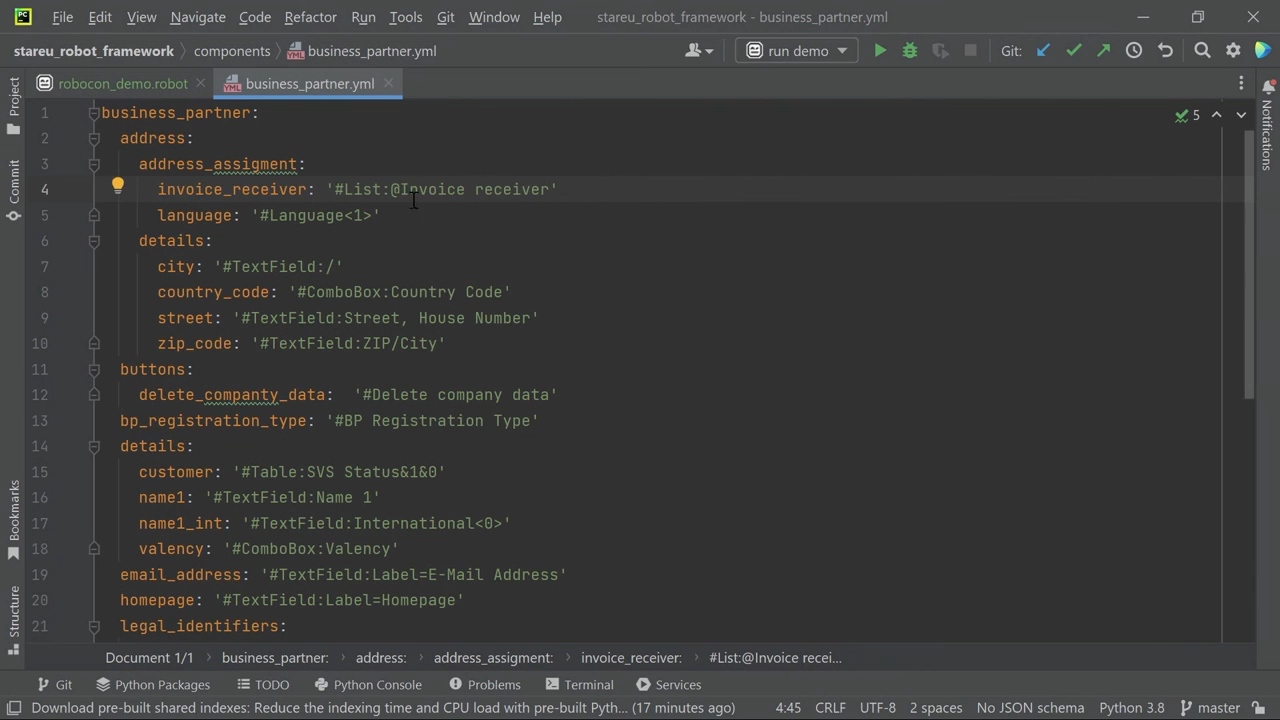 PC File Edit View Navigate Code Refactor Run Tools Git Window Help stareu_robot_framework - business_partner.yml
stareu_robot_framework components YML business_partner.yml run demo Git:
robocon_demo.robot YML business_partner.yml
Project
Commit
Bookmarks
Structure
Notifications
5
1 business_partner:
2 address:
3 address_assigment:
4 invoice_receiver: '#List:@Invoice receiver'
5 language: '#Language<1>'
6 details:
7 city: '#TextField:/'
8 country_code: '#ComboBox:Country Code'
9 street: '#TextField:Street, House Number'
10 zip_code: '#TextField:ZIP/City'
11 buttons:
12 delete_companty_data:  '#Delete company data'
13 bp_registration_type: '#BP Registration Type'
14 details:
15 customer: '#Table:SVS Status&1&0'
16 name1: '#TextField:Name 1'
17 name1_int: '#TextField:International<0>'
18 valency: '#ComboBox:Valency'
19 email_address: '#TextField:Label=E-Mail Address'
20 homepage: '#TextField:Label=Homepage'
21 legal_identifiers:
Document 1/1 business_partner: address: address_assigment: invoice_receiver: #List:@Invoice recei...
Git Python Packages TODO Python Console Problems Terminal Services
Download pre-built shared indexes: Reduce the indexing time and CPU load with pre-built Pyth... (17 minutes ago) 4:45 CRLF UTF-8 2 spaces No JSON schema Python 3.8 master